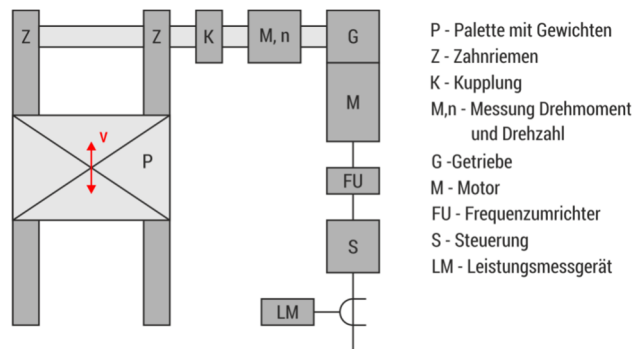 Z
Z
K
M, n
G
M
v
P
FU
S
LM
P - Palette mit Gewichten
Z - Zahnriemen
K - Kupplung
M,n - Messung Drehmoment
und Drehzahl
G -Getriebe
M - Motor
FU - Frequenzumrichter
S - Steuerung
LM - Leistungsmessgerät